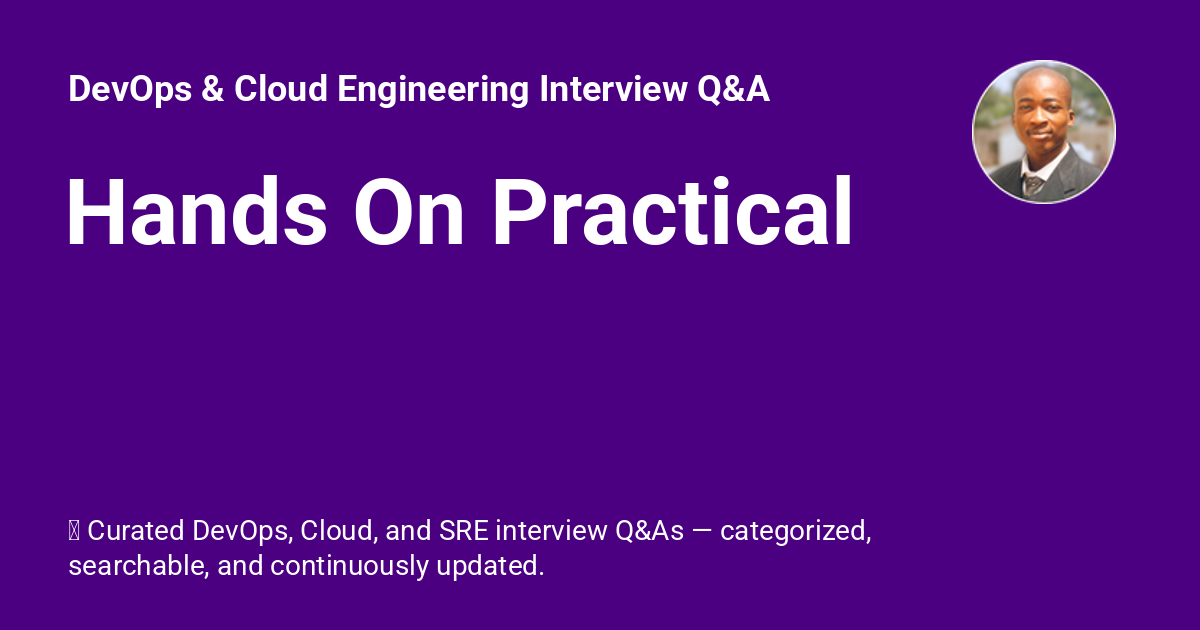 DevOps & Cloud Engineering Interview Q&A
Hands On Practical
Curated DevOps, Cloud, and SRE interview Q&As — categorized,
searchable, and continuously updated.